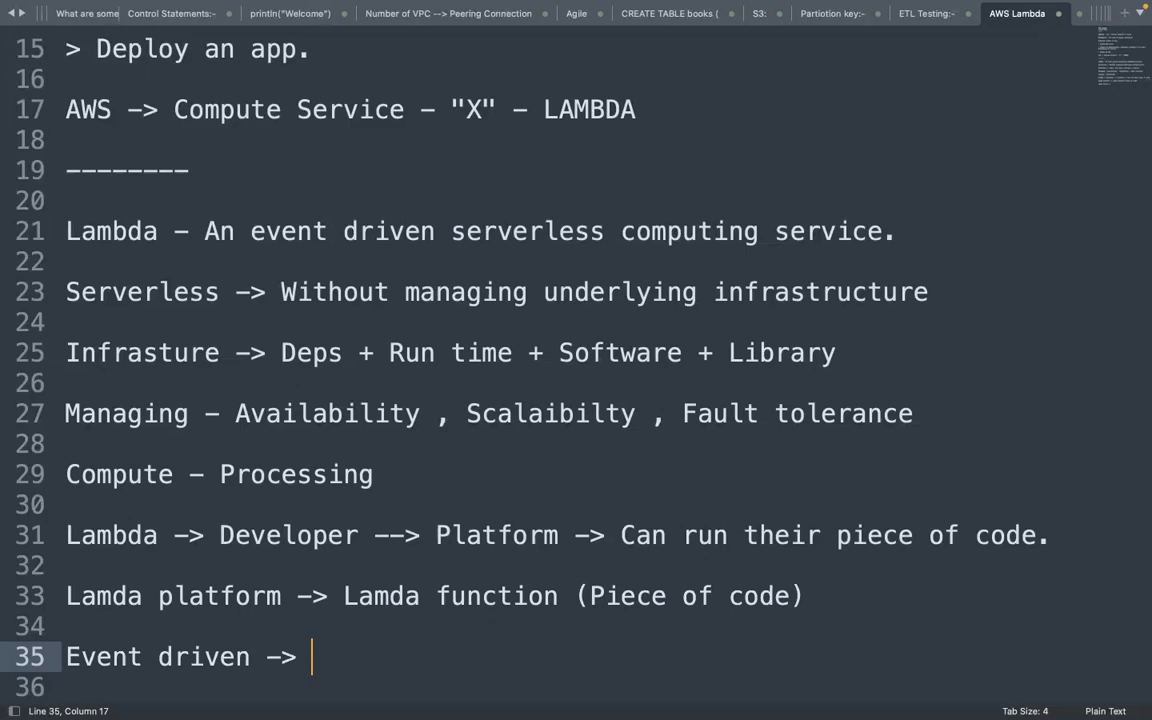 What are some
Control Statements:-
println("Welcome")
Number of VPC --> Peering Connection
Agile
CREATE TABLE books (
S3:
Partiotion key:-
ETL Testing:-
AWS Lambda
15 > Deploy an app.
16
17 AWS -> Compute Service - "X" - LAMBDA
18
19 --------
20
21 Lambda - An event driven serverless computing service.
22
23 Serverless -> Without managing underlying infrastructure
24
25 Infrasture -> Deps + Run time + Software + Library
26
27 Managing - Availability , Scalaibilty , Fault tolerance
28
29 Compute - Processing
30
31 Lambda -> Developer --> Platform -> Can run their piece of code.
32
33 Lamda platform -> Lamda function (Piece of code)
34
35 Event driven ->
36
Line 35, Column 17
Tab Size: 4
Plain Text